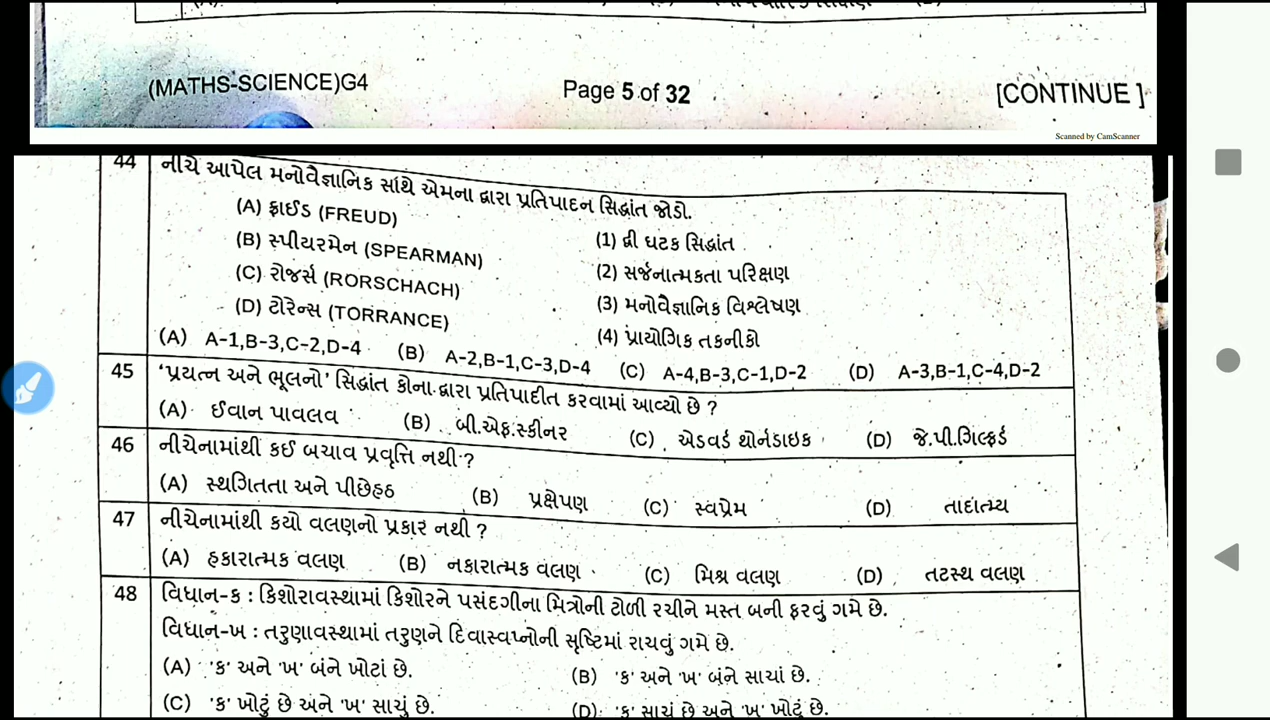 (MATHS-SCIENCE)G4 Page 5 of 32 [CONTINUE ]
Scanned by CamScanner
44 નીચે આપેલ મનોવૈજ્ઞાનિક સાથે એમના દ્વારા પ્રતિપાદન સિદ્ધાંત જોડો.
(A) ફ્રાઈડ (FREUD) (1) દ્વી ઘટક સિદ્ધાંત
(B) સ્પીયરમેન (SPEARMAN) (2) સર્જનાત્મકતા પરિક્ષણ
(C) રોજર્સ (RORSCHACH) (3) મનોવૈજ્ઞાનિક વિશ્લેષણ
(D) ટોરેન્સ (TORRANCE) (4) પ્રાયોગિક તકનીકો
(A) A-1,B-3,C-2,D-4 (B) A-2,B-1,C-3,D-4 (C) A-4,B-3,C-1,D-2 (D) A-3,B-1,C-4,D-2
45 'પ્રયત્ન અને ભૂલનો' સિદ્ધાંત કોના દ્વારા પ્રતિપાદીત કરવામાં આવ્યો છે ?
(A) ઈવાન પાવલવ (B) બી.એફ.સ્કીનર (C) એડવર્ડ થોર્નડાઇક (D) જે.પી.ગિલ્ફર્ડ
46 નીચેનામાંથી કઈ બચાવ પ્રવૃત્તિ નથી ?
(A) સ્થગિતતા અને પીછેહઠ (B) પ્રક્ષેપણ (C) સ્વપ્રેમ (D) તાદાત્મ્ય
47 નીચેનામાંથી કયો વલણનો પ્રકાર નથી ?
(A) હકારાત્મક વલણ (B) નકારાત્મક વલણ (C) મિશ્ર વલણ (D) તટસ્થ વલણ
48 વિધાન-ક : કિશોરાવસ્થામાં કિશોરને પસંદગીના મિત્રોની ટોળી રચીને મસ્ત બની ફરવું ગમે છે.
વિધાન-ખ : તરુણાવસ્થામાં તરુણને દિવાસ્વપ્નોની સૃષ્ટિમાં રાચવું ગમે છે.
(A) 'ક' અને 'ખ' બંને ખોટાં છે. (B) 'ક' અને 'ખ' બંને સાચાં છે.
(C) 'ક' ખોટું છે અને 'ખ' સાચું છે. (D) 'ક' સાચું છે અને 'ખ' ખોટું છે.